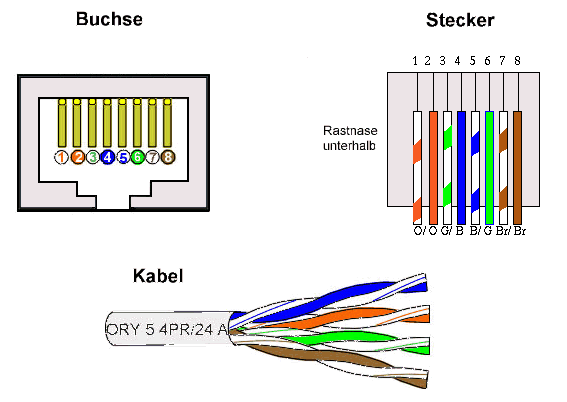 Buchse
Stecker
1 2 3 4 5 6 7 8
Rastnase
unterhalb
1 2 3 4 5 6 7 8
O/ O G/ B B/ G Br/ Br
Kabel
ORY 5 4PR/24 A